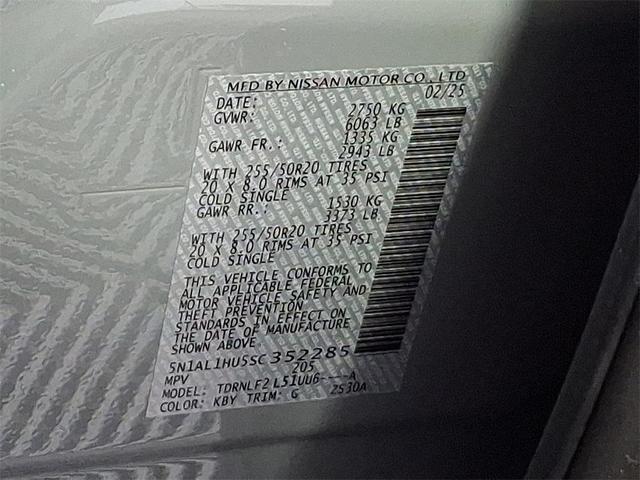 MFD BY NISSAN MOTOR CO., LTD
DATE: 02/25
GVWR: 2750 KG
6063 LB
GAWR FR.: 1335 KG
2943 LB
WITH 255/50R20 TIRES
20 X 8.0 RIMS AT 35 PSI
COLD SINGLE
GAWR RR.: 1530 KG
3373 LB
WITH 255/50R20 TIRES
20 X 8.0 RIMS AT 35 PSI
COLD SINGLE
THIS VEHICLE CONFORMS TO
ALL APPLICABLE FEDERAL
MOTOR VEHICLE SAFETY AND
THEFT PREVENTION
STANDARDS IN EFFECT ON
THE DATE OF MANUFACTURE
SHOWN ABOVE
5N1AL1HU5SC352285
MPV 205
MODEL: TDRNLF2 L51UU6----A
COLOR: KBY TRIM: G 2530A